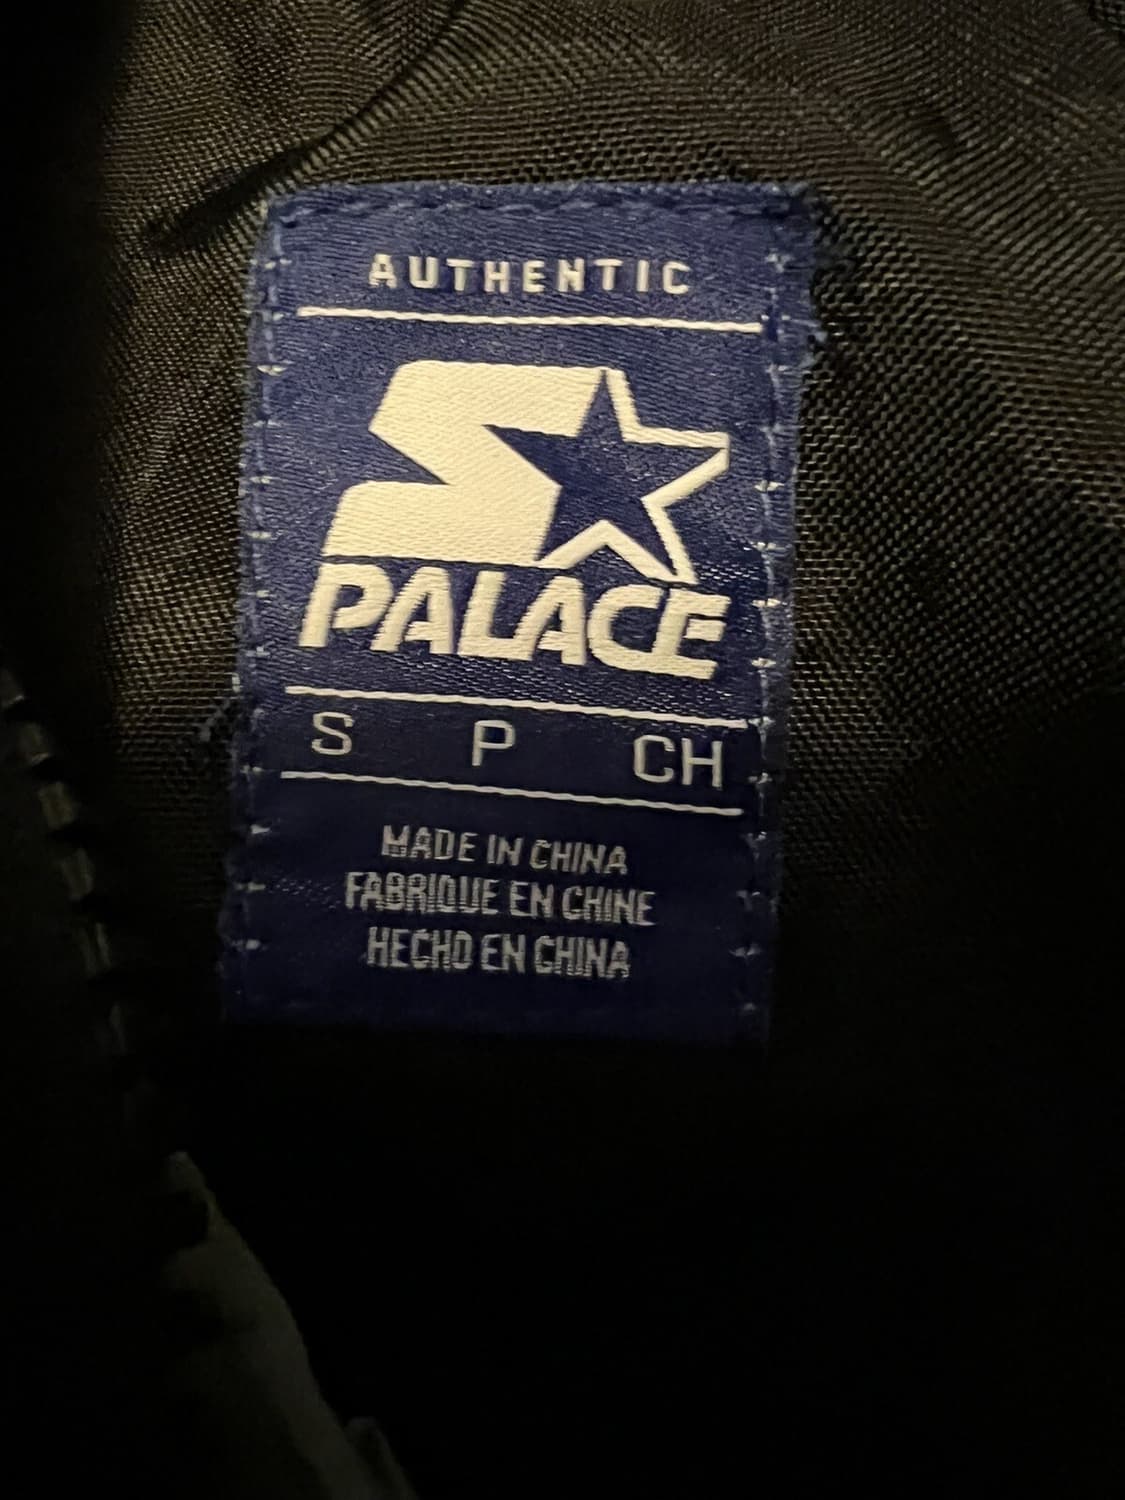 AUTHENTIC
PALACE
S P CH
MADE IN CHINA
FABRIQUE EN CHINE
HECHO EN CHINA